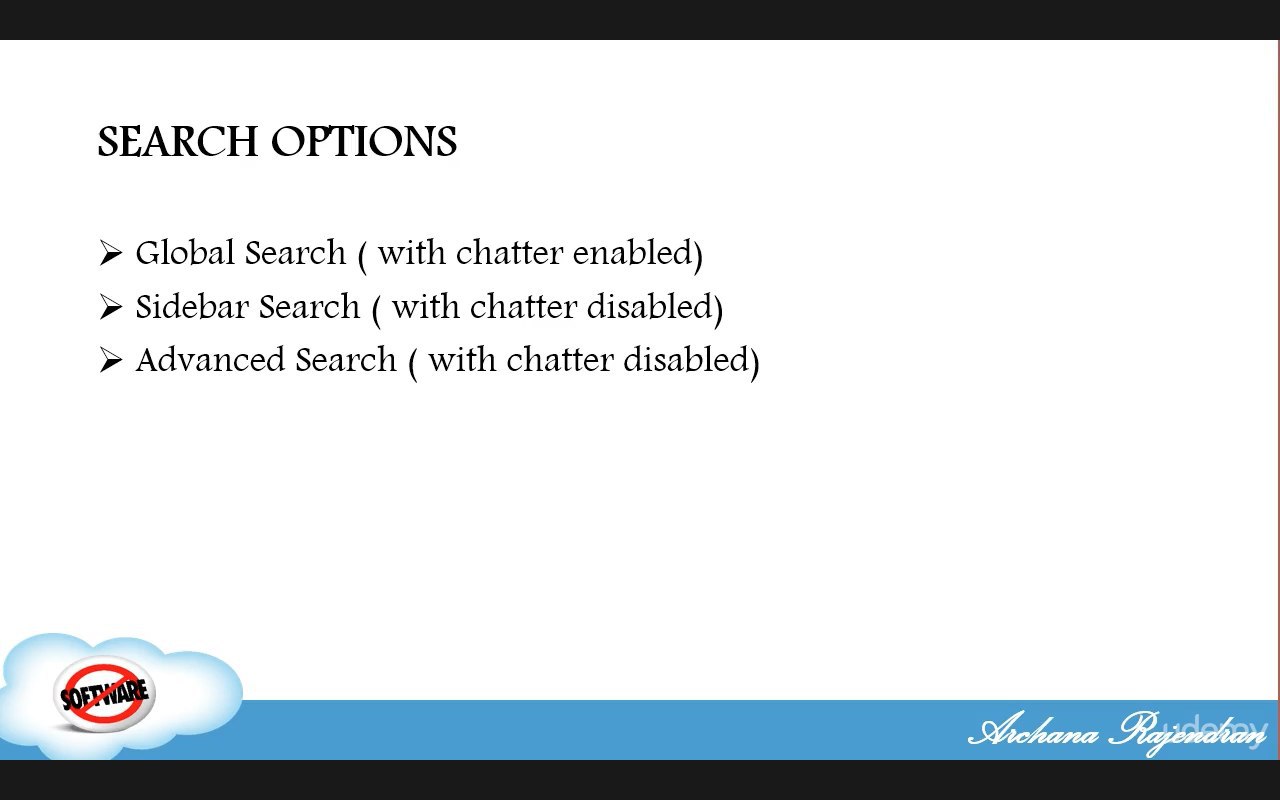 SEARCH OPTIONS
➢ Global Search ( with chatter enabled)
➢ Sidebar Search ( with chatter disabled)
➢ Advanced Search ( with chatter disabled)
SOFTWARE
Archana Rajendran
udemy